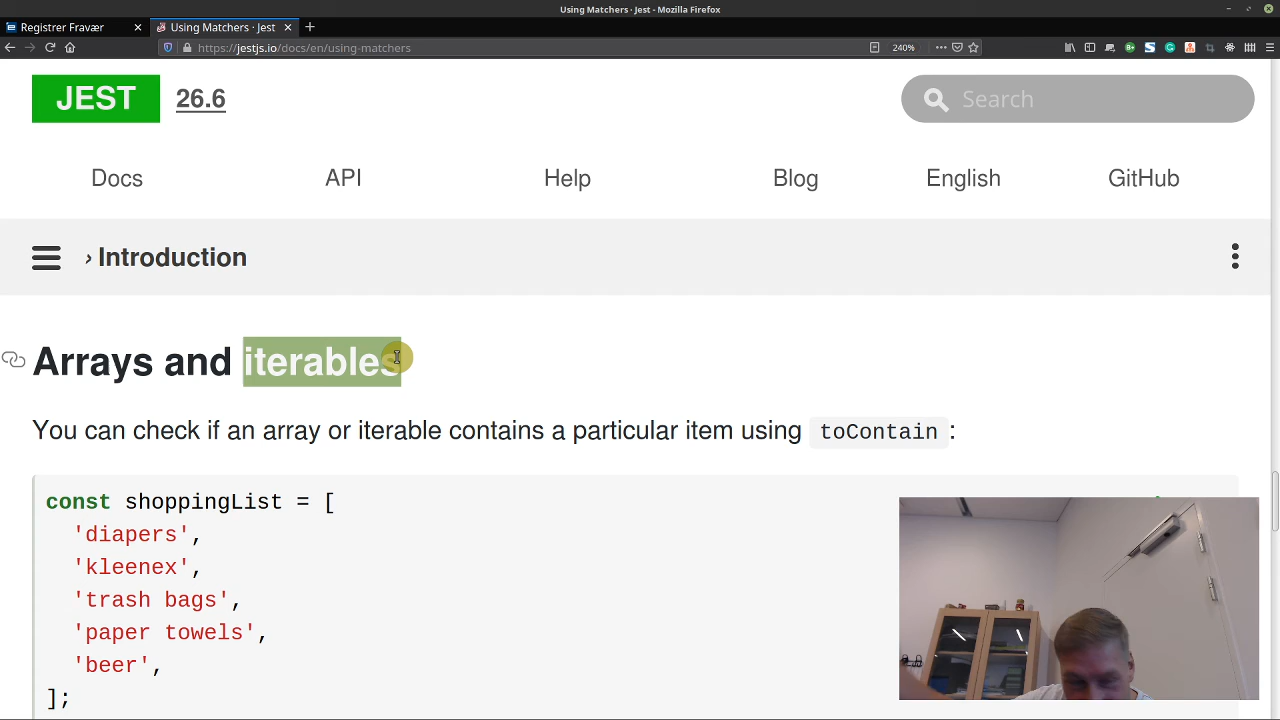 Using Matchers · Jest - Mozilla Firefox
Registrer Fravær
Using Matchers · Jest
https://jestjs.io/docs/en/using-matchers
240%
JEST 26.6
Search
Docs API Help Blog English GitHub
› Introduction
Arrays and iterables
You can check if an array or iterable contains a particular item using toContain :
const shoppingList = [
'diapers',
'kleenex',
'trash bags',
'paper towels',
'beer',
];